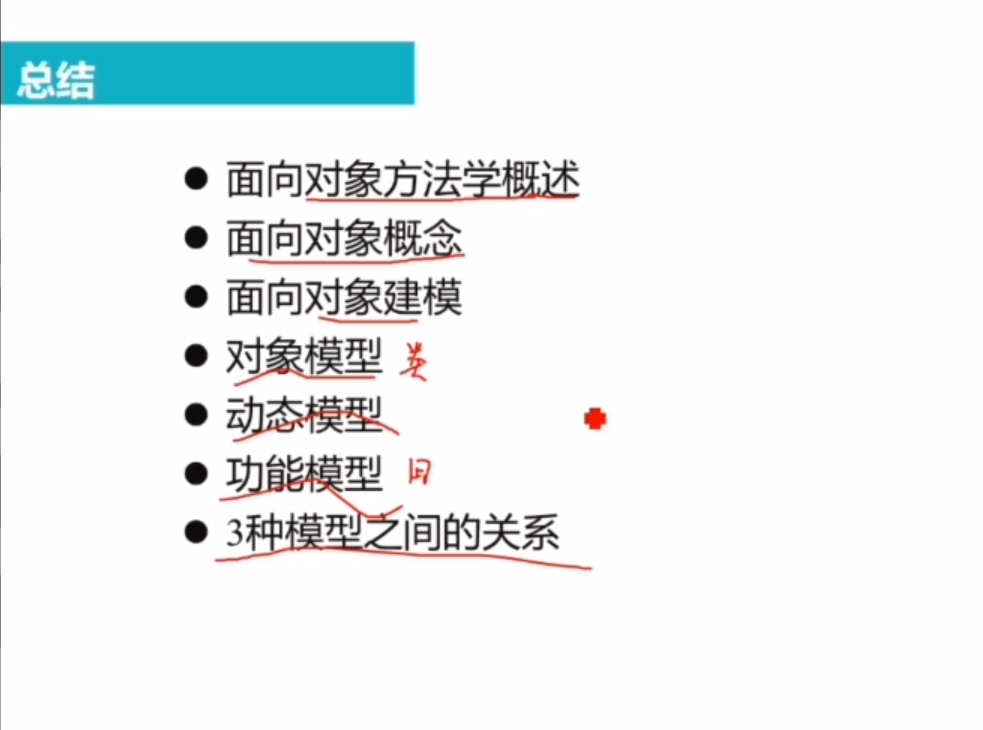 总结
● 面向对象方法学概述
● 面向对象概念
● 面向对象建模
● 对象模型 类
● 动态模型
● 功能模型
● 3种模型之间的关系